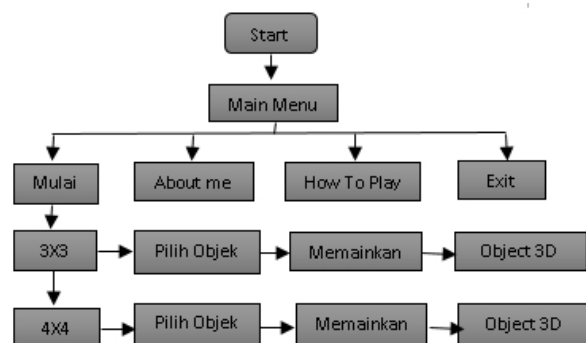 Start
Main Menu
Mulai
About me
How To Play
Exit
3X3
Pilih Objek
Memainkan
Object 3D
4X4
Pilih Objek
Memainkan
Object 3D